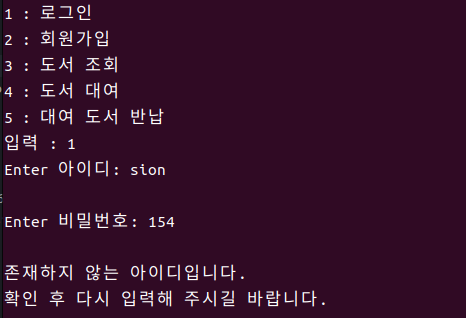 1 : 로그인
2 : 회원가입
3 : 도서 조회
4 : 도서 대여
5 : 대여 도서 반납
입력 : 1
Enter 아이디: sion
Enter 비밀번호: 154
존재하지 않는 아이디입니다.
확인 후 다시 입력해 주시길 바랍니다.